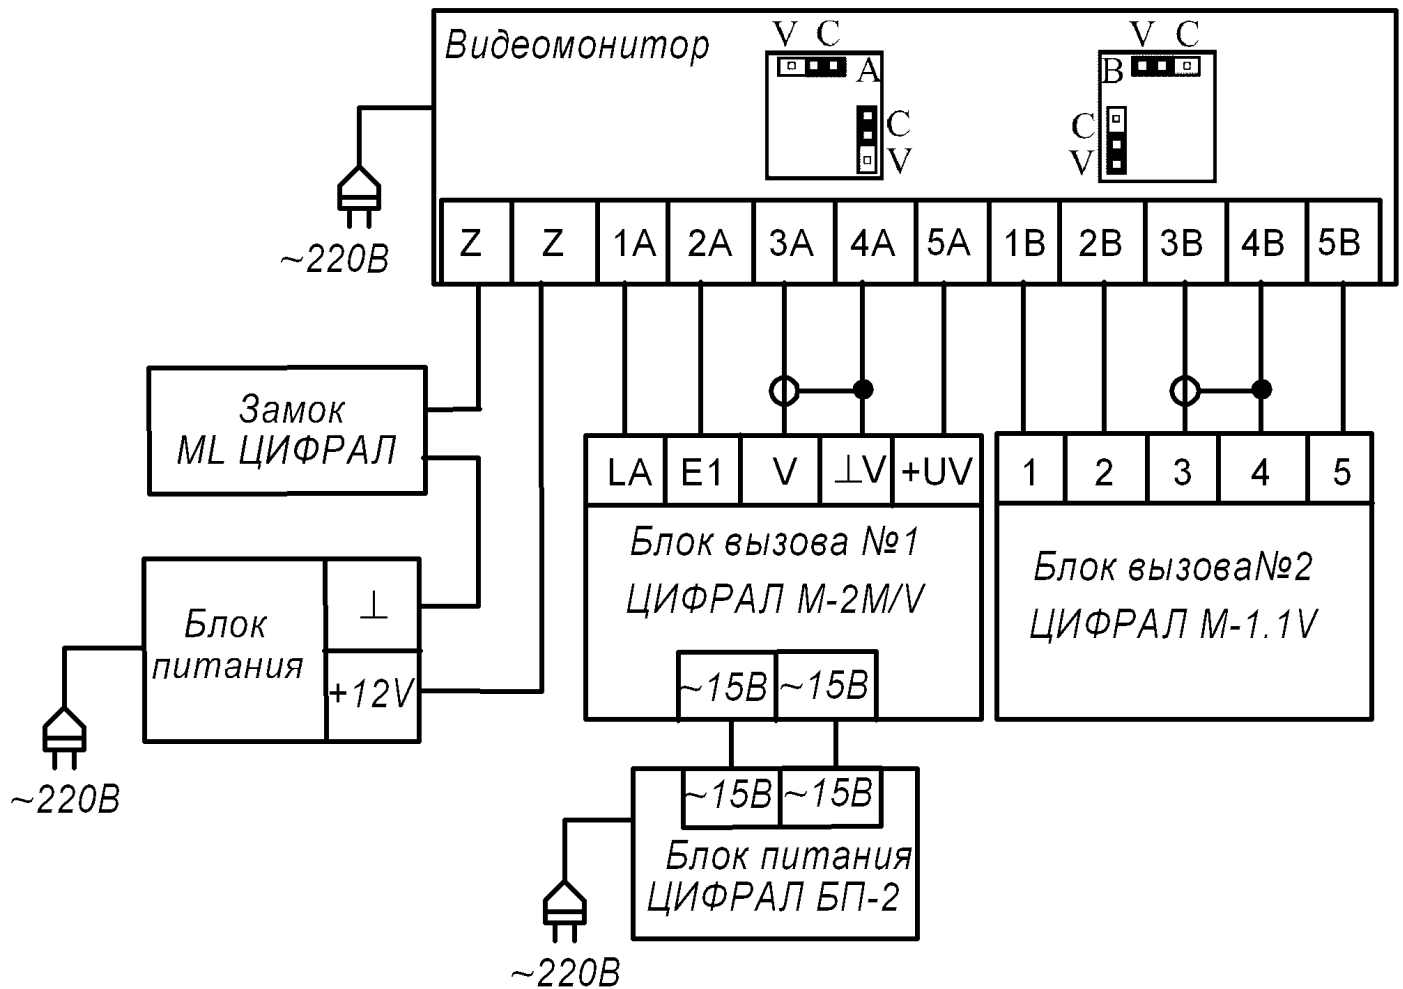 Видеомонитор
V C
A
C
V
V C
B
C
V
~220В
Z Z 1A 2A 3A 4A 5A 1B 2B 3B 4B 5B
Замок
ML ЦИФРАЛ
LA E1 V ⊥V +UV
1 2 3 4 5
Блок вызова №1
ЦИФРАЛ М-2М/V
Блок вызова№2
ЦИФРАЛ М-1.1V
Блок
питания
⊥
+12V
~220В
~15В ~15В
~15В ~15В
Блок питания
ЦИФРАЛ БП-2
~220В